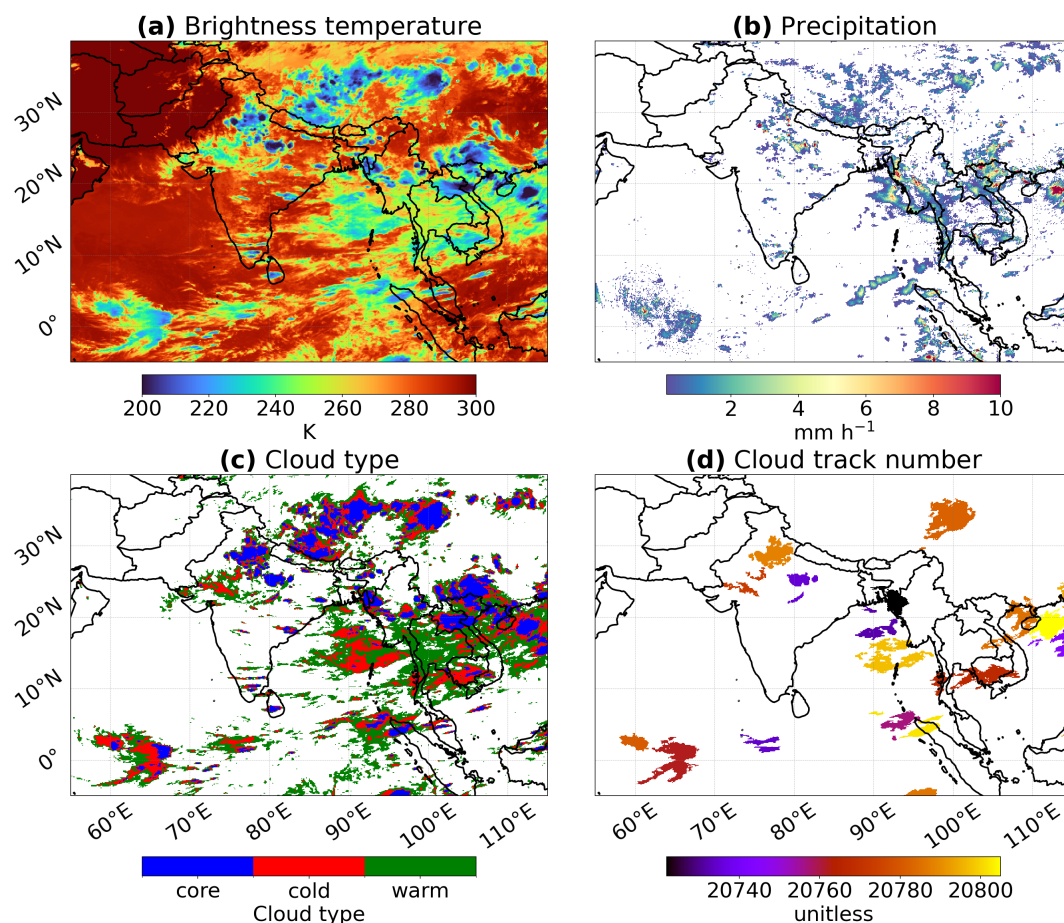 (a) Brightness temperature
(b) Precipitation
30°N
20°N
10°N
0°
200 220 240 260 280 300
K
2 4 6 8 10
mm h⁻¹
(c) Cloud type
(d) Cloud track number
30°N
20°N
10°N
0°
60°E 70°E 80°E 90°E 100°E 110°E
60°E 70°E 80°E 90°E 100°E 110°E
core cold warm
Cloud type
20740 20760 20780 20800
unitless